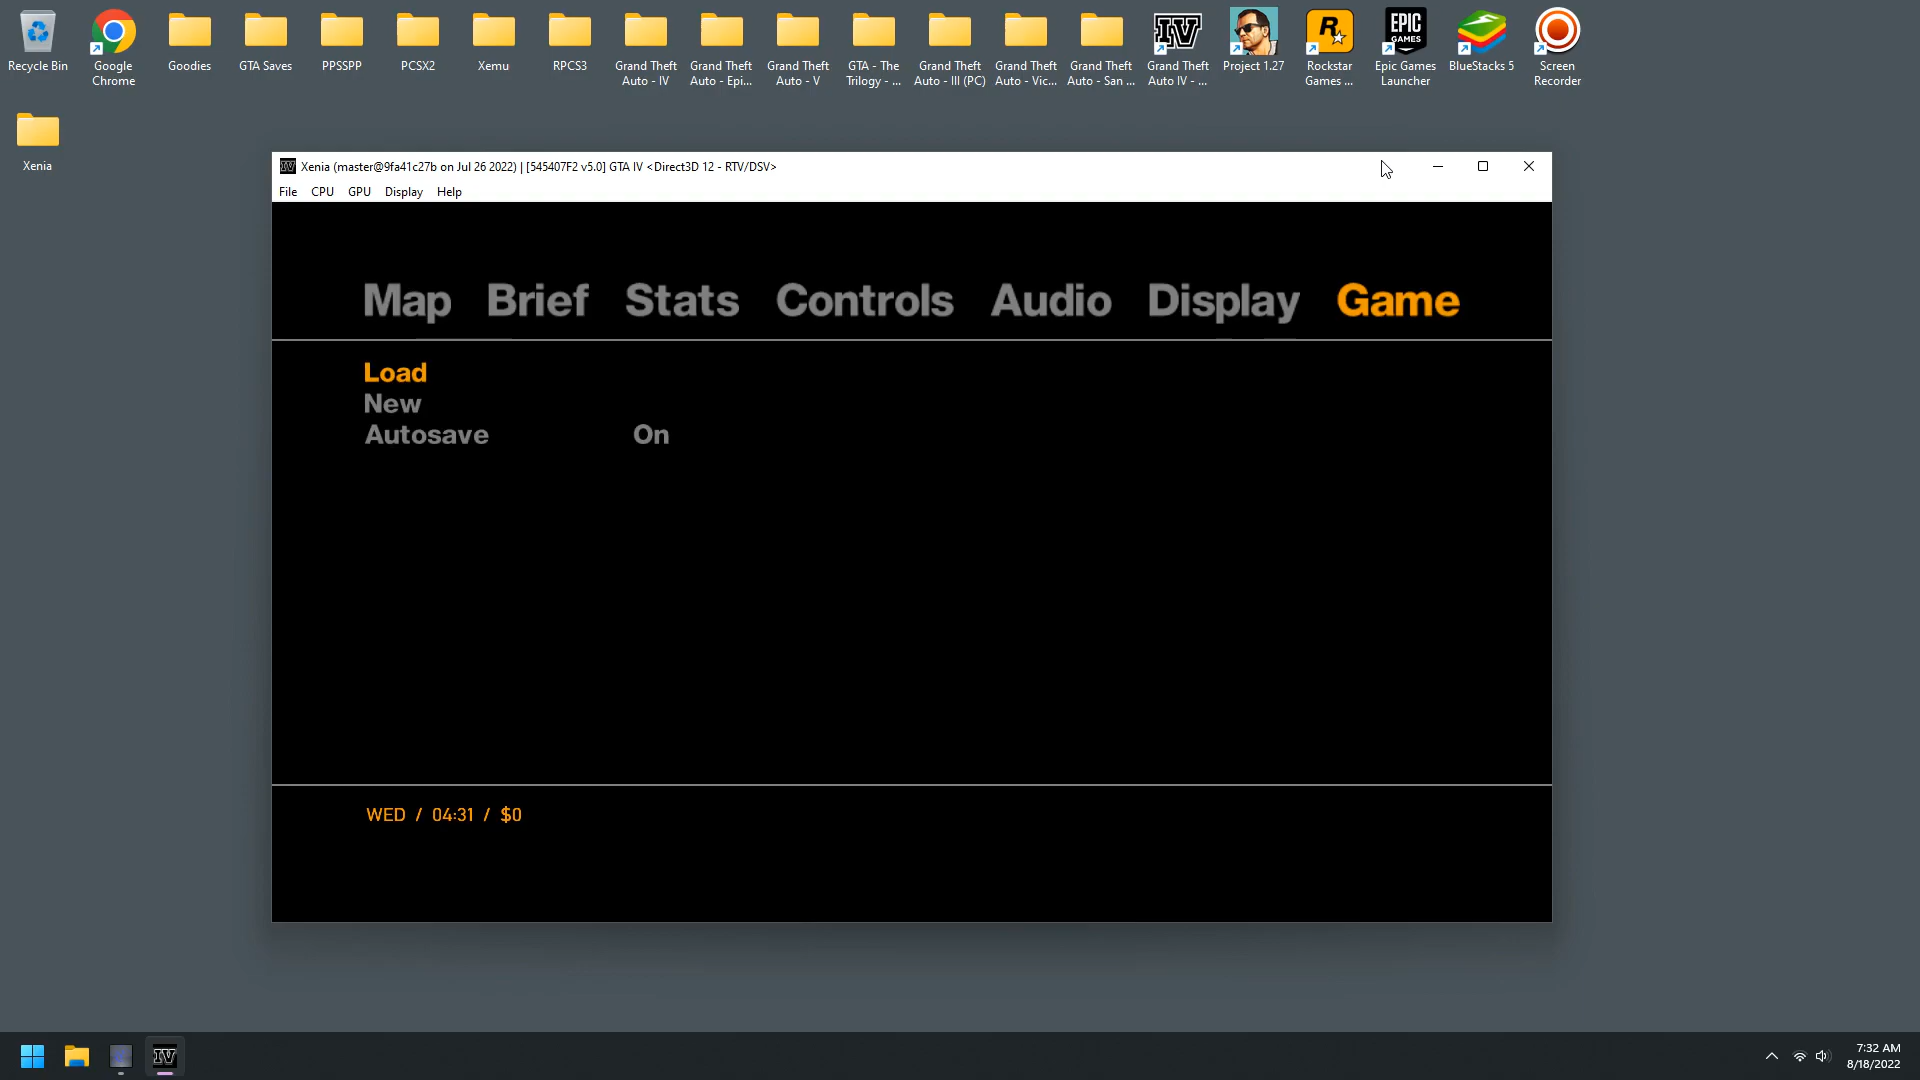 Recycle Bin
Google
Chrome
Goodies
GTA Saves
PPSSPP
PCSX2
Xemu
RPCS3
Grand Theft
Auto - IV
Grand Theft
Auto - Epi...
Grand Theft
Auto - V
GTA - The
Trilogy - ...
Grand Theft
Auto - III (PC)
Grand Theft
Auto - Vic...
Grand Theft
Auto - San ...
IV
Grand Theft
Auto IV - ...
Project 1.27
R
Rockstar
Games ...
EPIC
GAMES
Epic Games
Launcher
BlueStacks 5
Screen
Recorder
Xenia
IV Xenia (master@9fa41c27b on Jul 26 2022) | [545407F2 v5.0] GTA IV <Direct3D 12 - RTV/DSV>
File CPU GPU Display Help
Map Brief Stats Controls Audio Display Game
Load
New
Autosave On
WED / 04:31 / $0
IV
7:32 AM
8/18/2022